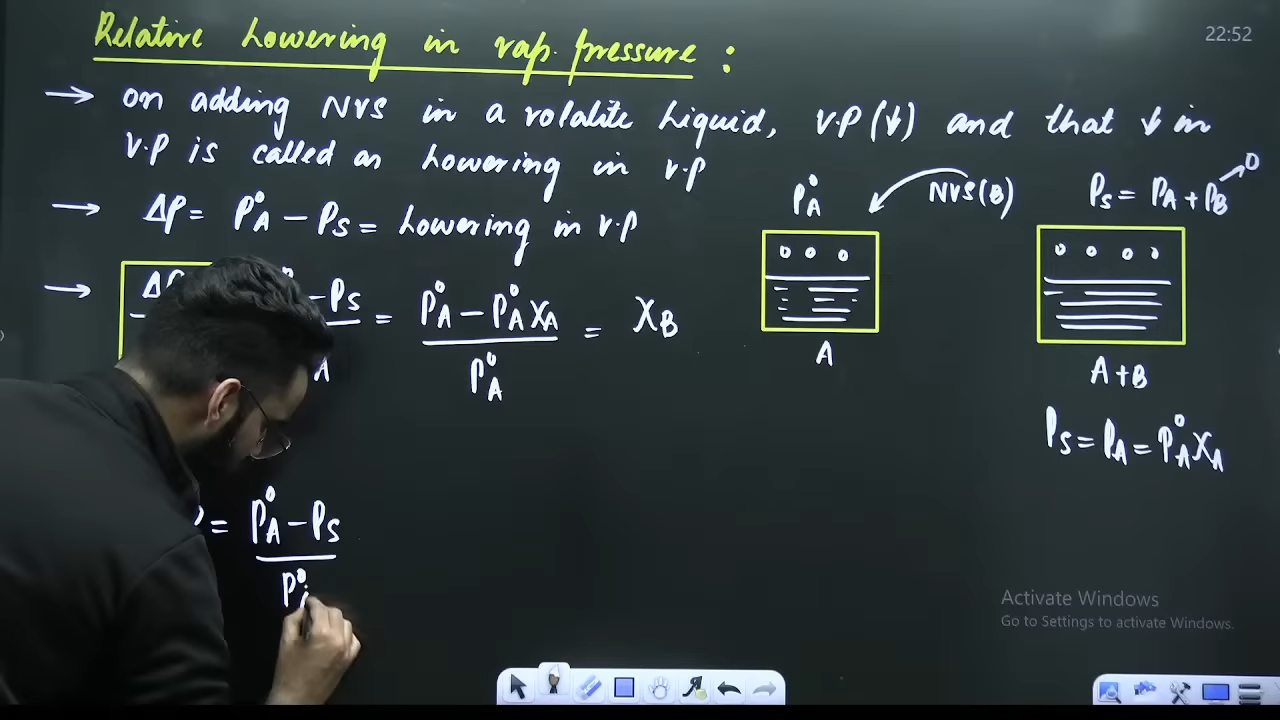 Relative Lowering in vap. pressure :
22:52
→ on adding NVS in a volatile Liquid, V.P (↓) and that ↓ in
V.P is called as Lowering in v.p
→ ΔP = P°A – PS = Lowering in v.p
P°A
NVS(B)
PS = PA + PB → 0
→ – PS / A = P°A – P°A XA / P°A = XB
A
A + B
PS = PA = P°A XA
= P°A – PS
P°
Activate Windows
Go to Settings to activate Windows.